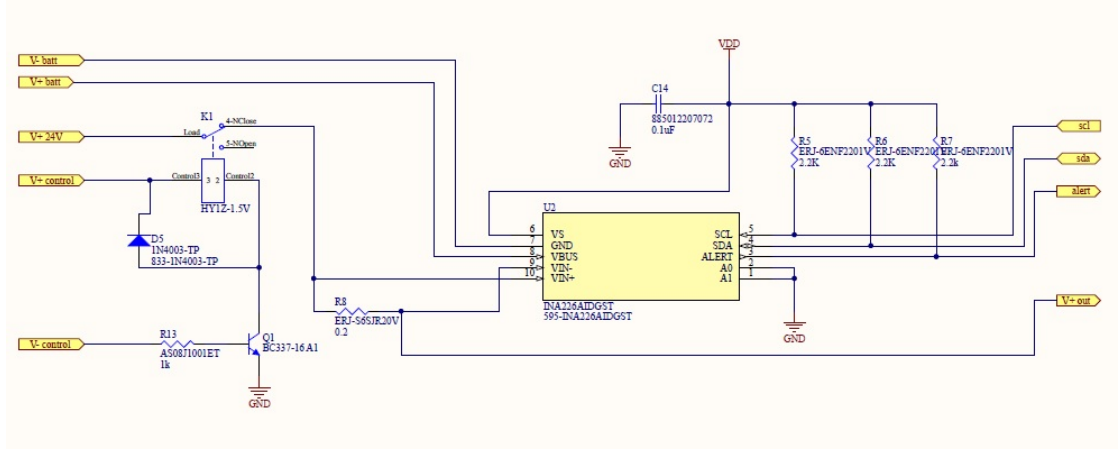 V- batt
V+ batt
VDD
C14
885012207072
0.1uF
GND
K1
4-NClose
Load
5-NOpen
V+ 24V
scl
R5
ERJ-6ENF2201V
2.2K
R6
ERJ-6ENF2201V
2.2K
R7
ERJ-6ENF2201V
2.2k
sda
V+ control
Control3
3 2
Control2
HY1Z-1.5V
alert
D5
1N4003-TP
833-1N4003-TP
U2
6 VS
7 GND
8 VBUS
9 VIN-
10 VIN+
SCL 5
SDA 4
ALERT 3
A0 2
A1 1
INA226AIDGST
595-INA226AIDGST
R8
ERJ-S6SJR20V
0.2
V+ out
GND
V- control
R13
AS08J1001ET
1k
Q1
BC337-16 A1
GND